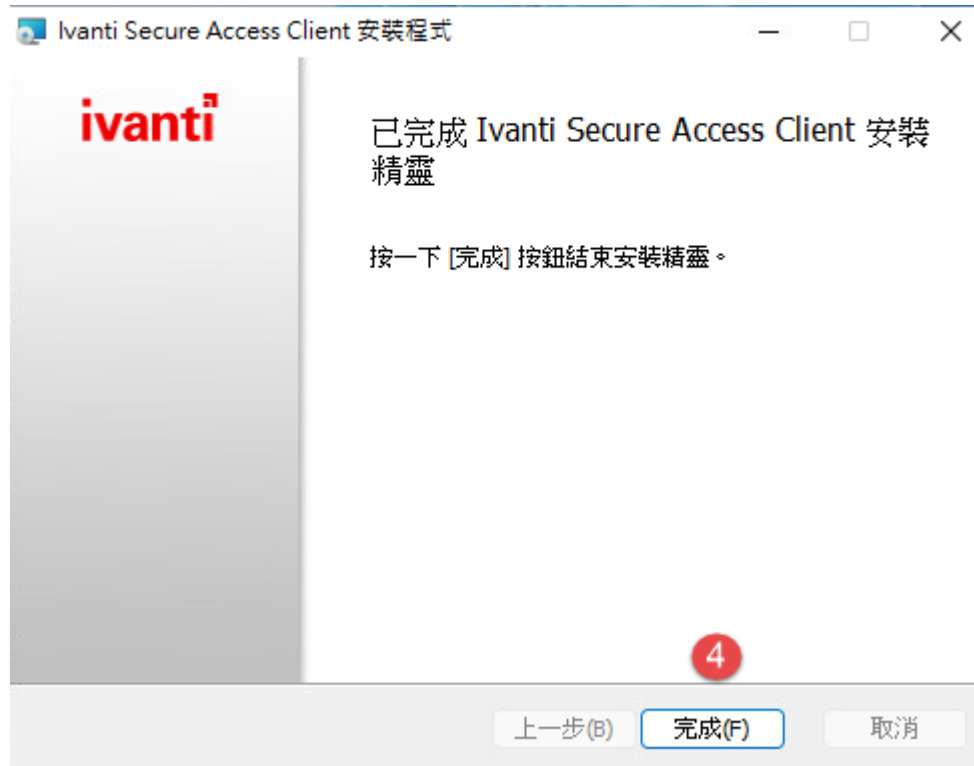 Ivanti Secure Access Client 安裝程式
ivanti
已完成 Ivanti Secure Access Client 安裝
精靈
按一下 [完成] 按鈕結束安裝精靈。
4
上一步(B) 完成(F) 取消